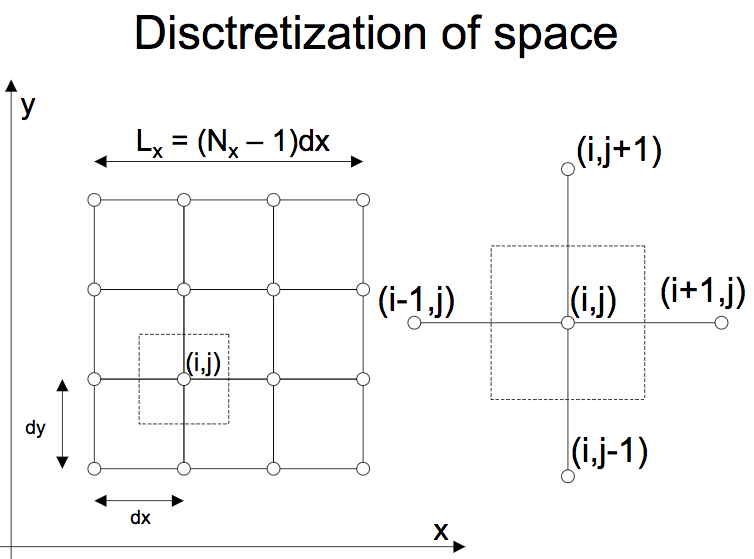 Disctretization of space
y
Lₓ = (Nₓ – 1)dx
(i,j+1)
(i-1,j)
(i,j)
(i+1,j)
(i,j)
dy
(i,j-1)
dx
x